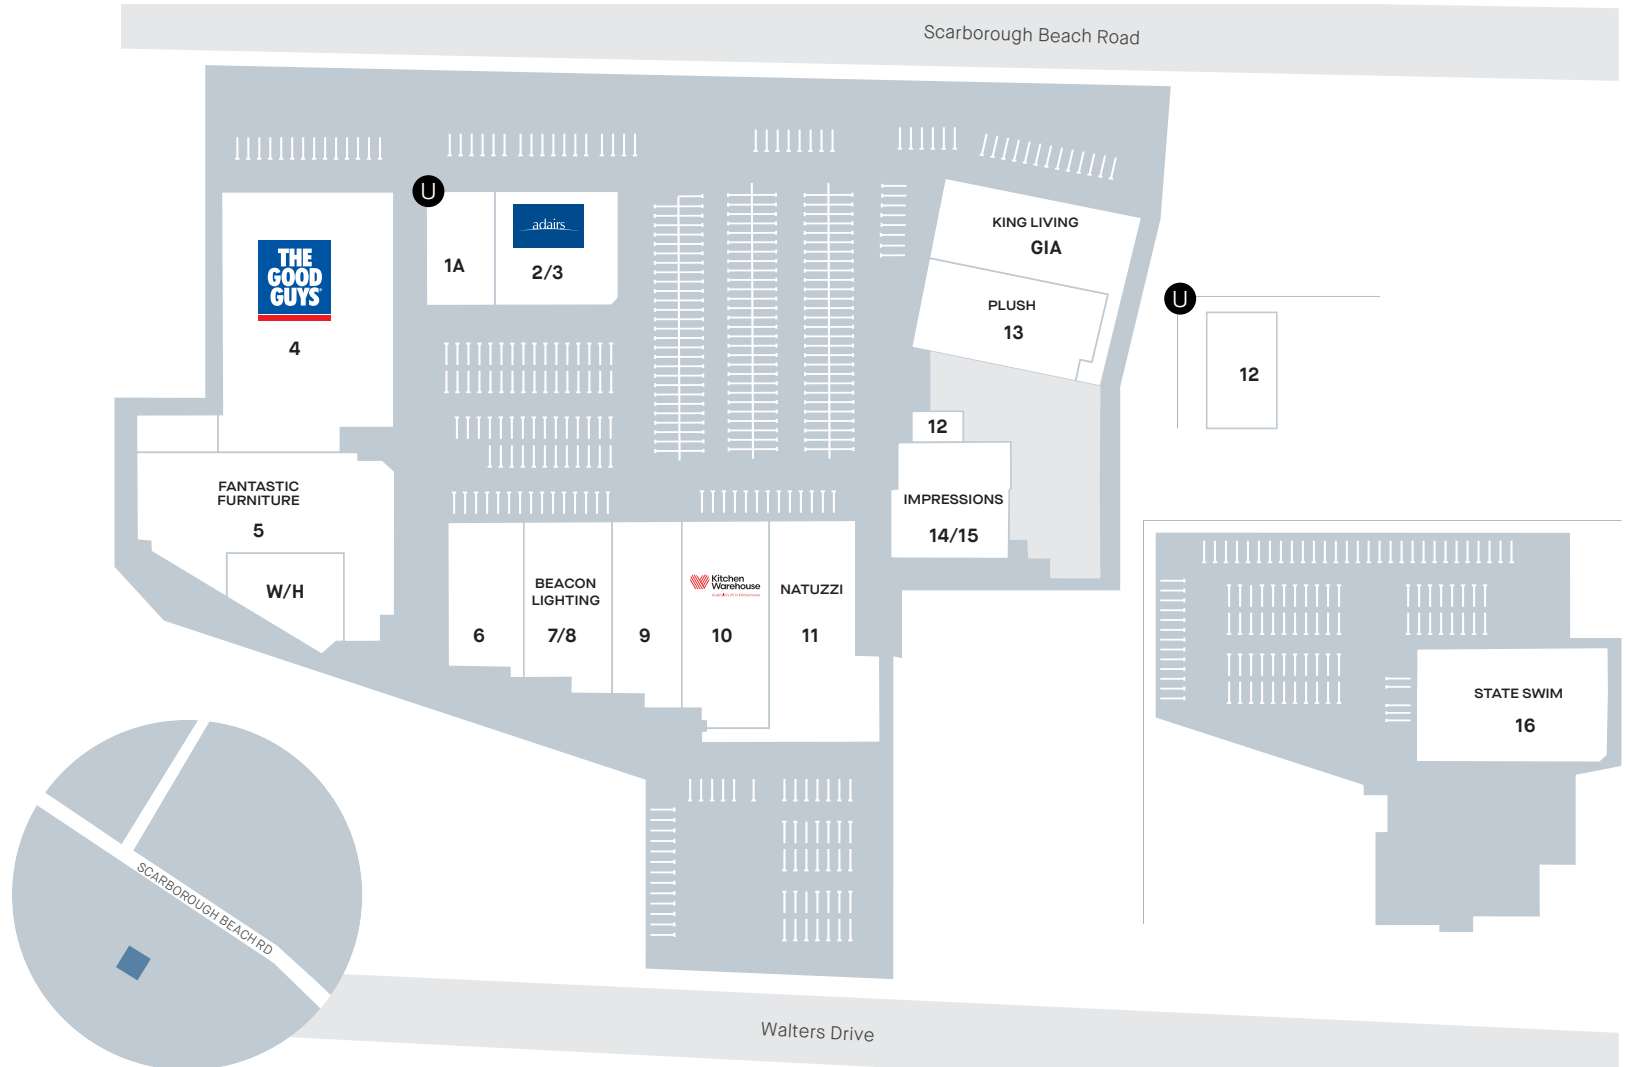 Scarborough Beach Road
U
adairs
1A
2/3
THE
GOOD
GUYS
4
KING LIVING
GIA
PLUSH
13
U
12
12
IMPRESSIONS
14/15
FANTASTIC
FURNITURE
5
W/H
6
BEACON
LIGHTING
7/8
9
Kitchen
Warehouse
10
NATUZZI
11
STATE SWIM
16
SCARBOROUGH BEACH RD
Walters Drive